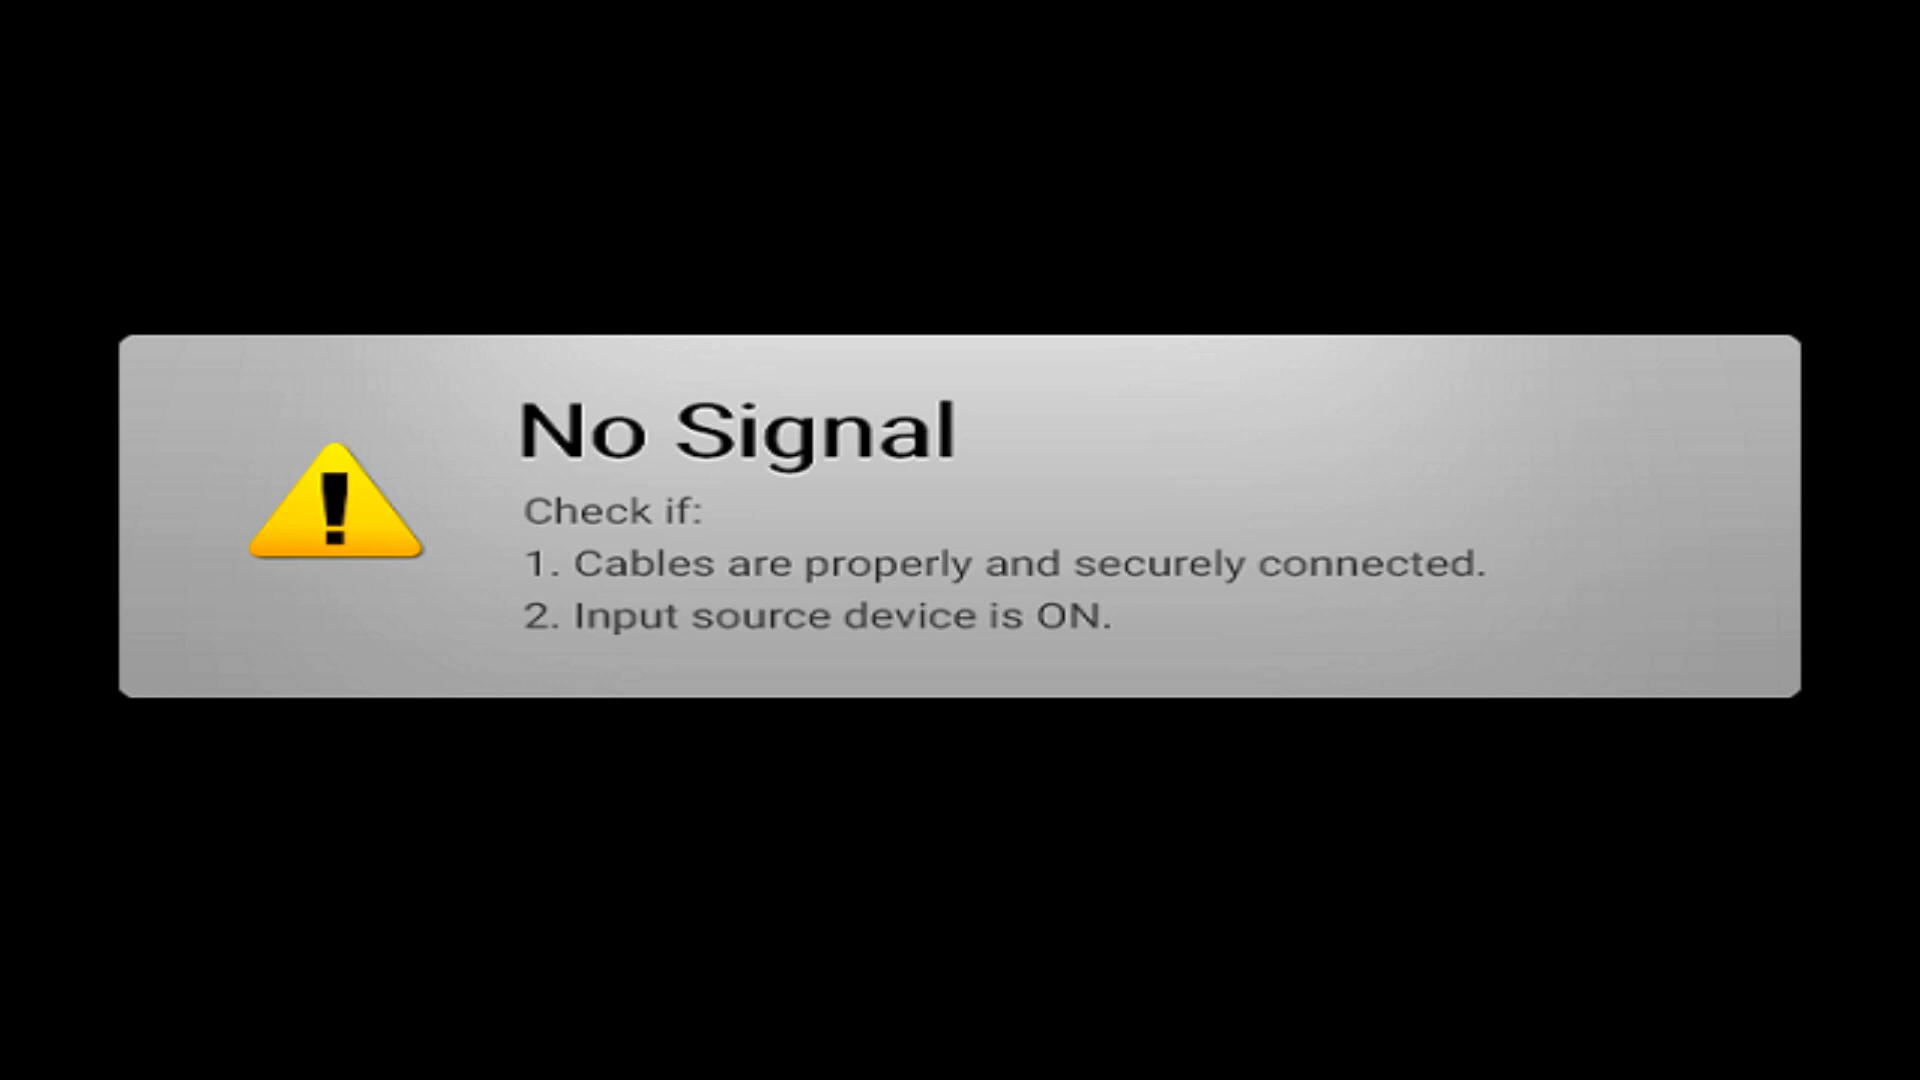 No Signal
Check if:
1. Cables are properly and securely connected.
2. Input source device is ON.